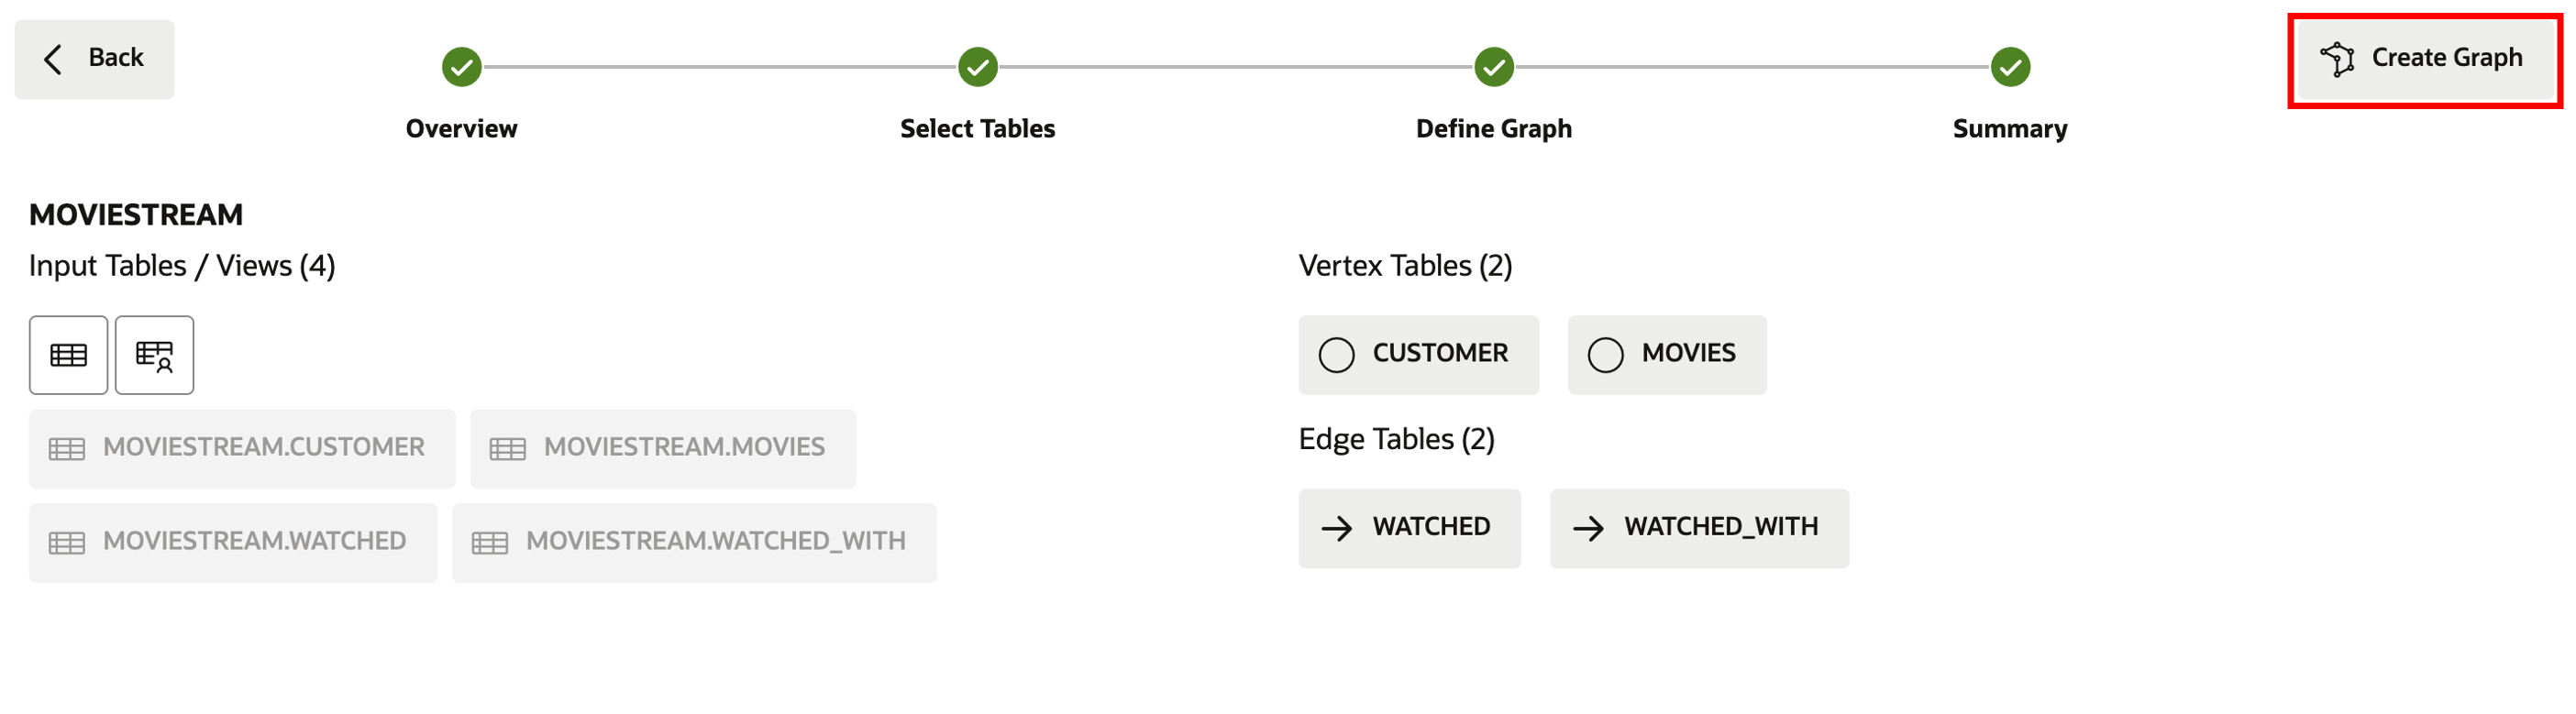 Back
Create Graph
Overview
Select Tables
Define Graph
Summary
MOVIESTREAM
Input Tables / Views (4)
MOVIESTREAM.CUSTOMER
MOVIESTREAM.MOVIES
MOVIESTREAM.WATCHED
MOVIESTREAM.WATCHED_WITH
Vertex Tables (2)
CUSTOMER
MOVIES
Edge Tables (2)
WATCHED
WATCHED_WITH